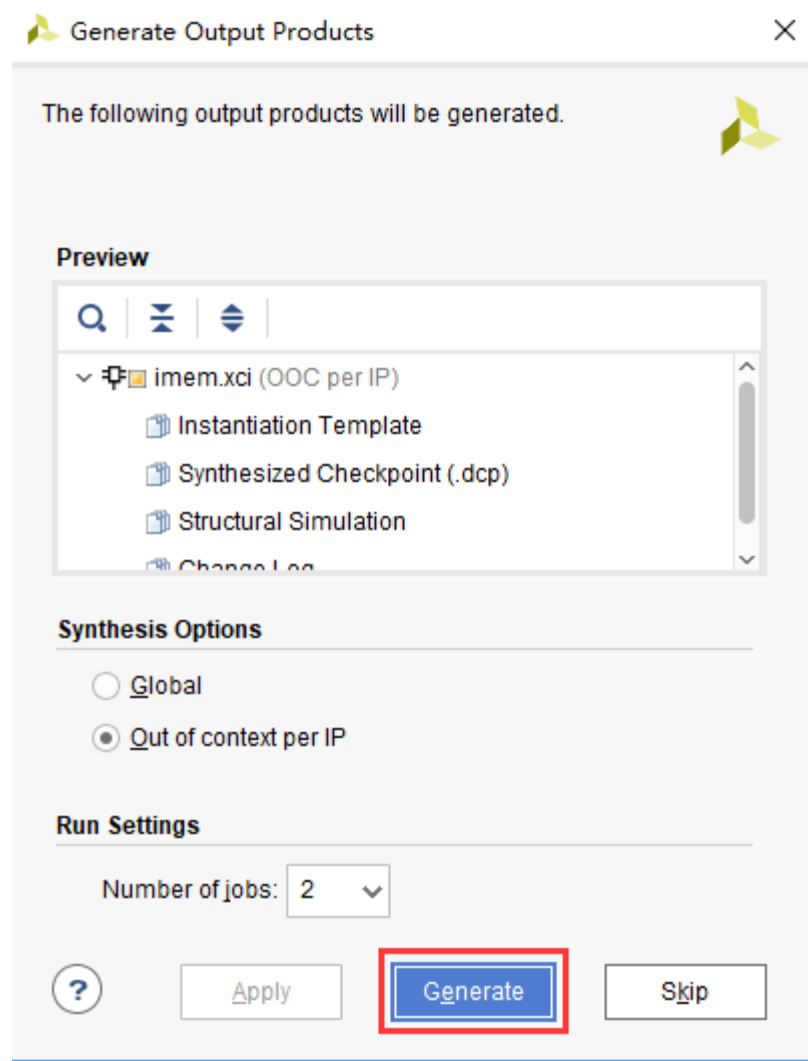 Generate Output Products
The following output products will be generated.
Preview
imem.xci (OOC per IP)
Instantiation Template
Synthesized Checkpoint (.dcp)
Structural Simulation
Change Log
Synthesis Options
Global
Out of context per IP
Run Settings
Number of jobs: 2
? Apply Generate Skip